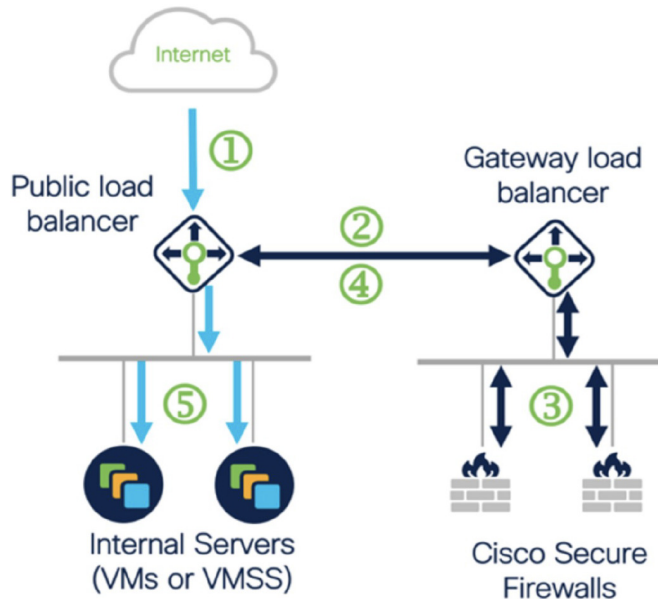 Internet
①
Public load
balancer
Gateway load
balancer
②
④
⑤
③
Internal Servers
(VMs or VMSS)
Cisco Secure
Firewalls